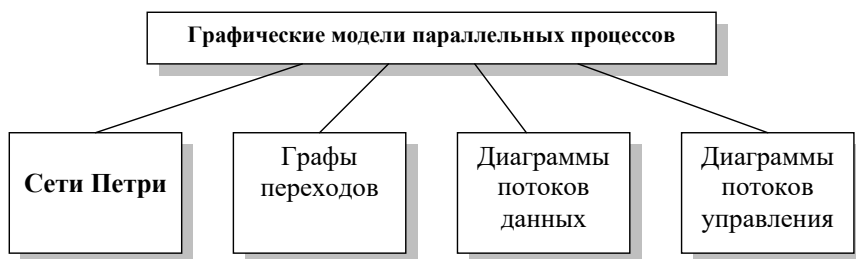 Графические модели параллельных процессов
Сети Петри
Графы
переходов
Диаграммы
потоков
данных
Диаграммы
потоков
управления